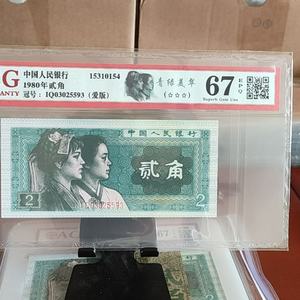 G
ANTY
中国人民银行
1980年贰角
冠号: IQ03025593 (爱版)
15310154
青绿美翠
(☆☆☆)
67
EPQ
Superb Gem Unc
中国人民银行
贰角
IQ03025593
2
2
67